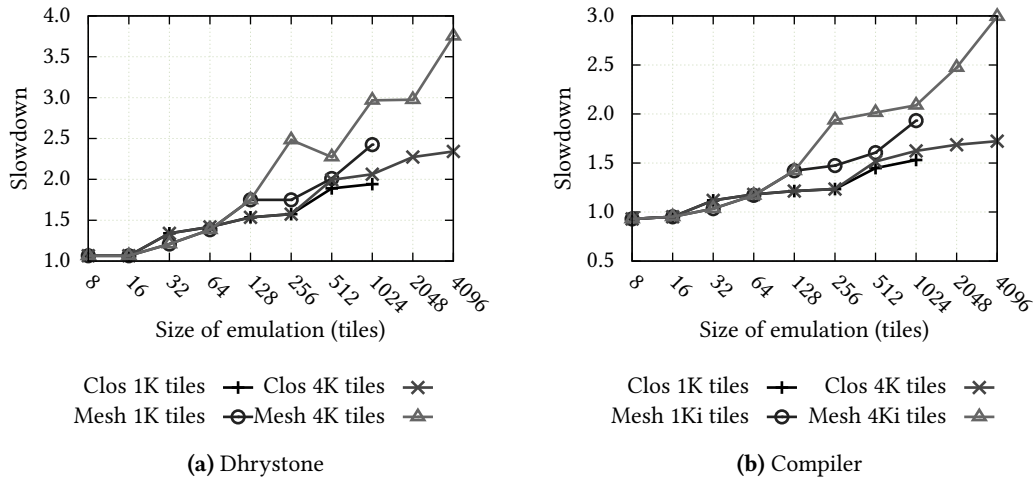 4.0
3.5
3.0
2.5
2.0
1.5
1.0
Slowdown
8 16 32 64 128 256 512 1024 2048 4096
Size of emulation (tiles)
Clos 1K tiles Clos 4K tiles
Mesh 1K tiles Mesh 4K tiles
(a) Dhrystone
3.0
2.5
2.0
1.5
1.0
0.5
Slowdown
8 16 32 64 128 256 512 1024 2048 4096
Size of emulation (tiles)
Clos 1K tiles Clos 4K tiles
Mesh 1Ki tiles Mesh 4Ki tiles
(b) Compiler